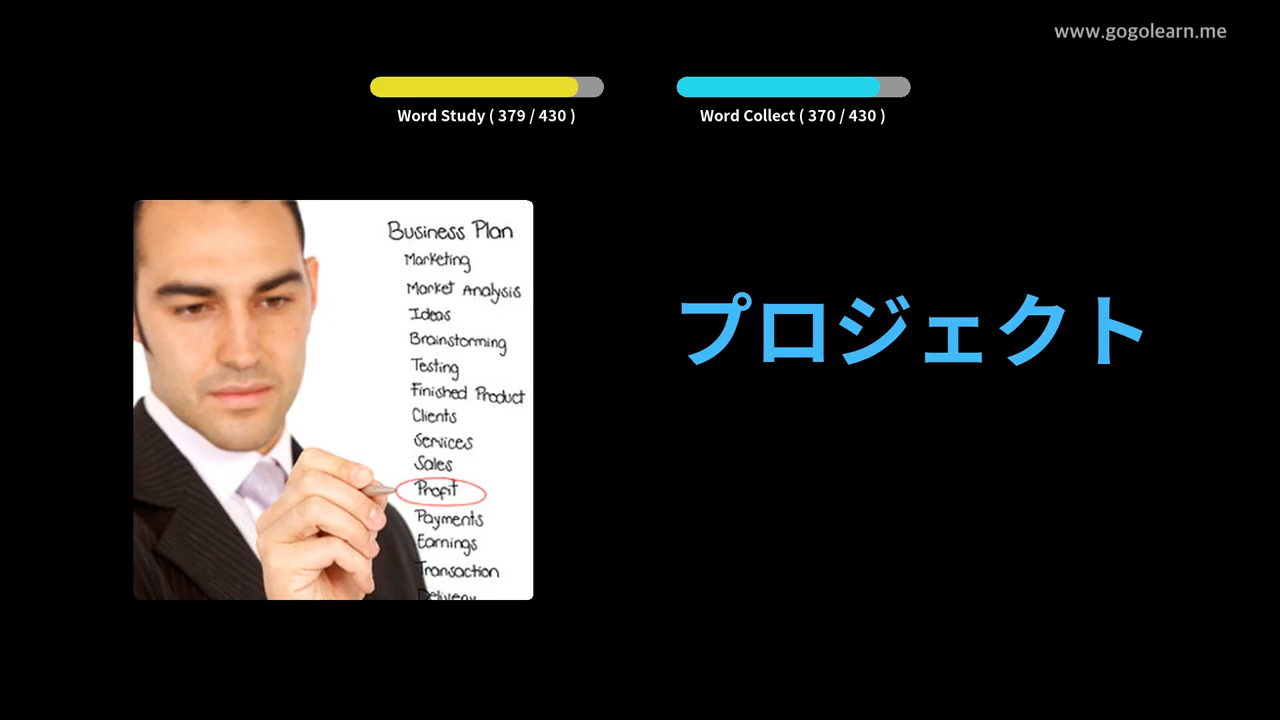 www.gogolearn.me
Word Study ( 379 / 430 )
Word Collect ( 370 / 430 )
Business Plan
Marketing
Market Analysis
Ideas
Brainstorming
Testing
Finished Product
Clients
Services
Sales
Profit
Payments
Earnings
Transaction
Delivery
プロジェクト